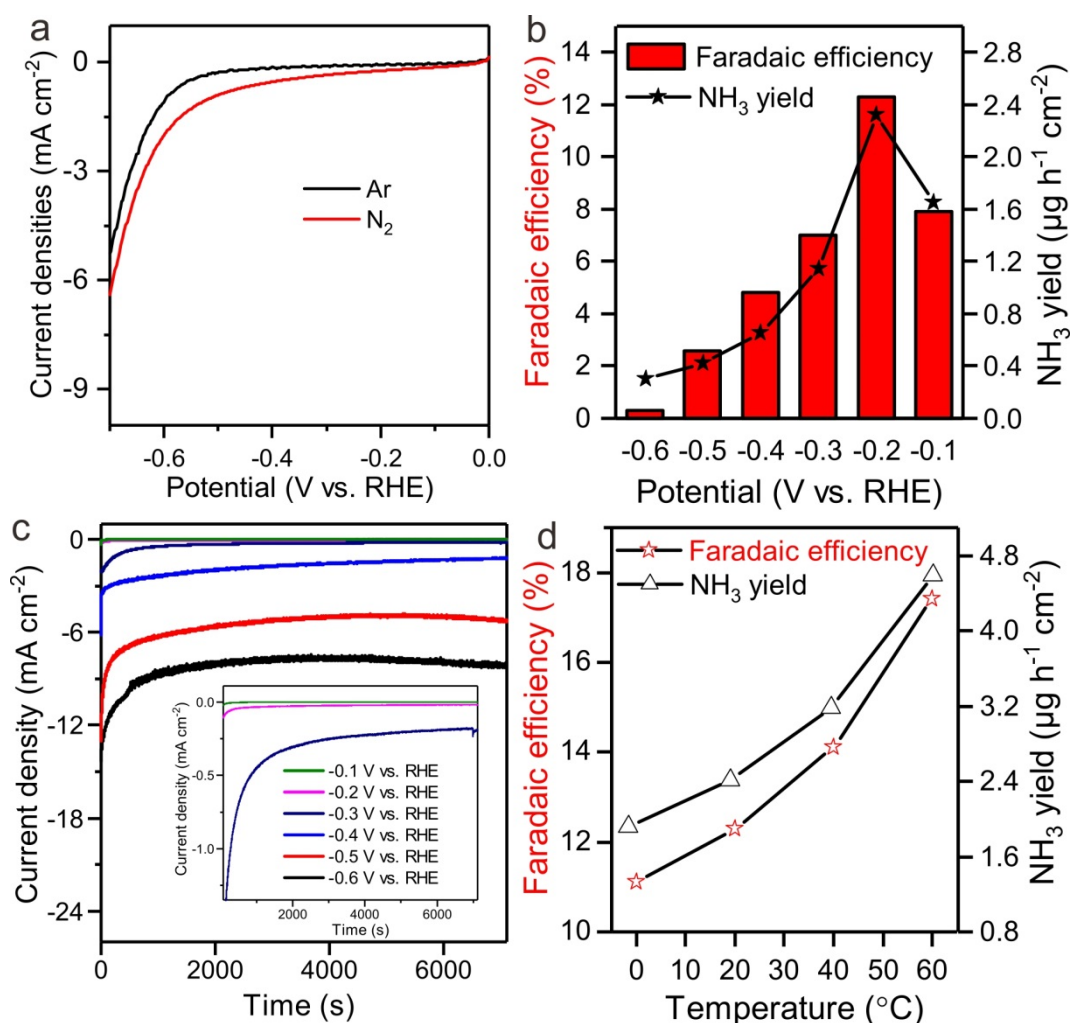 a
Current densities (mA cm⁻²)
0
-3
-6
-9
Ar
N₂
-0.6 -0.4 -0.2 0.0
Potential (V vs. RHE)
b
Faradaic efficiency (%)
14
12
10
8
6
4
2
0
Faradaic efficiency
NH₃ yield
2.8
2.4
2.0
1.6
1.2
0.8
0.4
0.0
NH₃ yield (µg h⁻¹ cm⁻²)
-0.6 -0.5 -0.4 -0.3 -0.2 -0.1
Potential (V vs. RHE)
c
Current density (mA cm⁻²)
0
-6
-12
-18
-24
Current density (mA cm⁻²)
0.0
-0.5
-1.0
-0.1 V vs. RHE
-0.2 V vs. RHE
-0.3 V vs. RHE
-0.4 V vs. RHE
-0.5 V vs. RHE
-0.6 V vs. RHE
2000 4000 6000
Time (s)
0 2000 4000 6000
Time (s)
d
Faradaic efficiency (%)
18
16
14
12
10
Faradaic efficiency
NH₃ yield
4.8
4.0
3.2
2.4
1.6
0.8
NH₃ yield (µg h⁻¹ cm⁻²)
0 10 20 30 40 50 60
Temperature (°C)